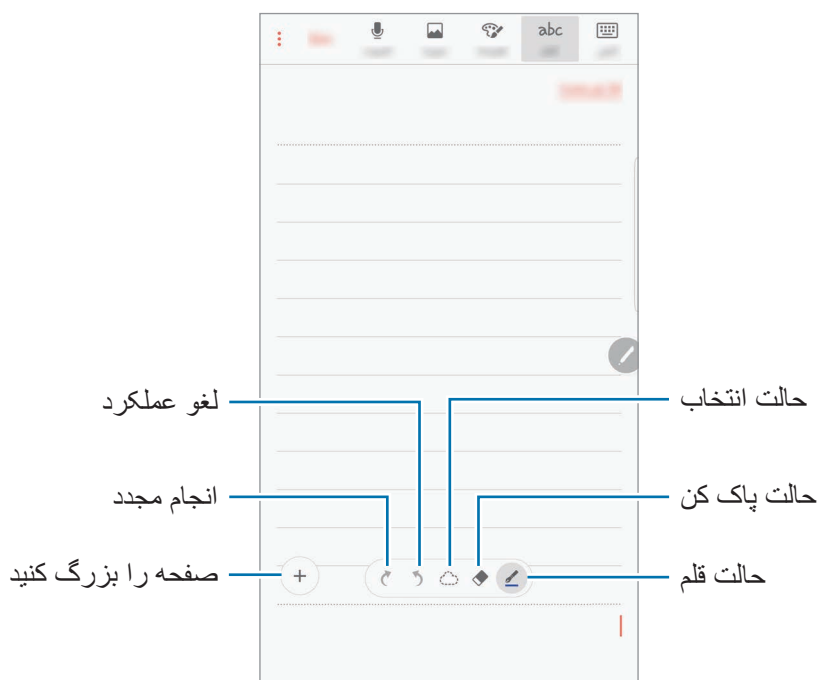 abc
حالت انتخاب
لغو عملکرد
حالت پاک کن
انجام مجدد
حالت قلم
صفحه را بزرگ کنید